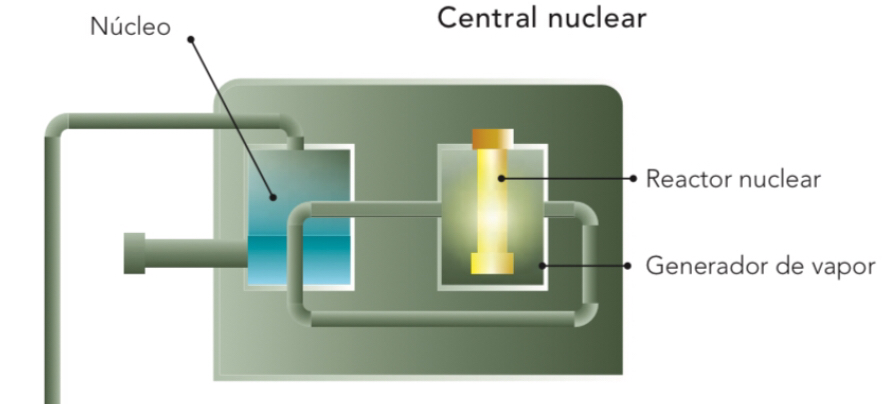 Central nuclear
Núcleo
Reactor nuclear
Generador de vapor